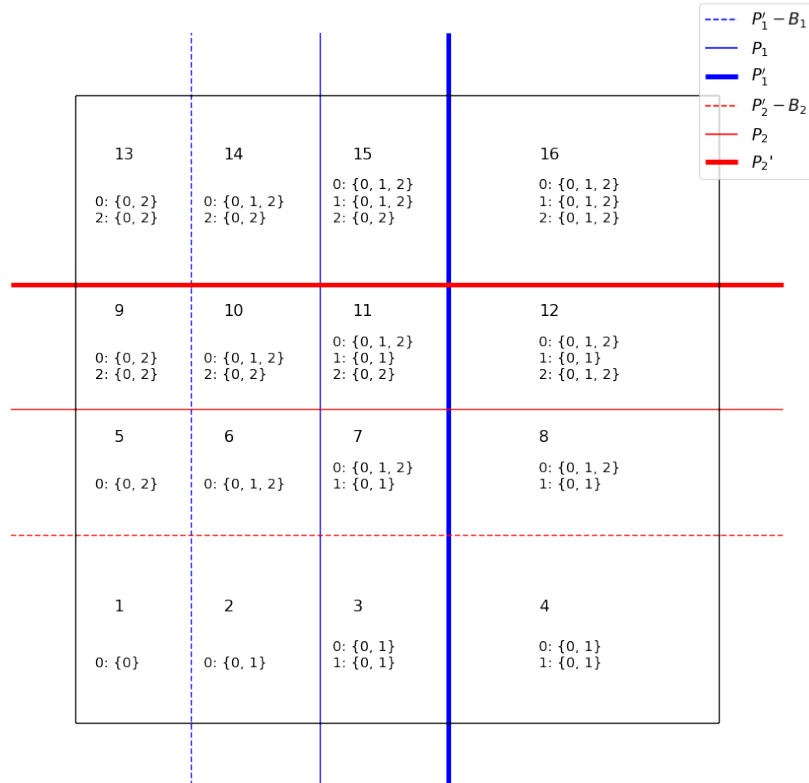 P′₁ − B₁
P₁
P′₁
P′₂ − B₂
P₂
P₂'
13
0: {0, 2}
2: {0, 2}
14
0: {0, 1, 2}
2: {0, 2}
15
0: {0, 1, 2}
1: {0, 1, 2}
2: {0, 2}
16
0: {0, 1, 2}
1: {0, 1, 2}
2: {0, 1, 2}
9
0: {0, 2}
2: {0, 2}
10
0: {0, 1, 2}
2: {0, 2}
11
0: {0, 1, 2}
1: {0, 1}
2: {0, 2}
12
0: {0, 1, 2}
1: {0, 1}
2: {0, 1, 2}
5
0: {0, 2}
6
0: {0, 1, 2}
7
0: {0, 1, 2}
1: {0, 1}
8
0: {0, 1, 2}
1: {0, 1}
1
0: {0}
2
0: {0, 1}
3
0: {0, 1}
1: {0, 1}
4
0: {0, 1}
1: {0, 1}